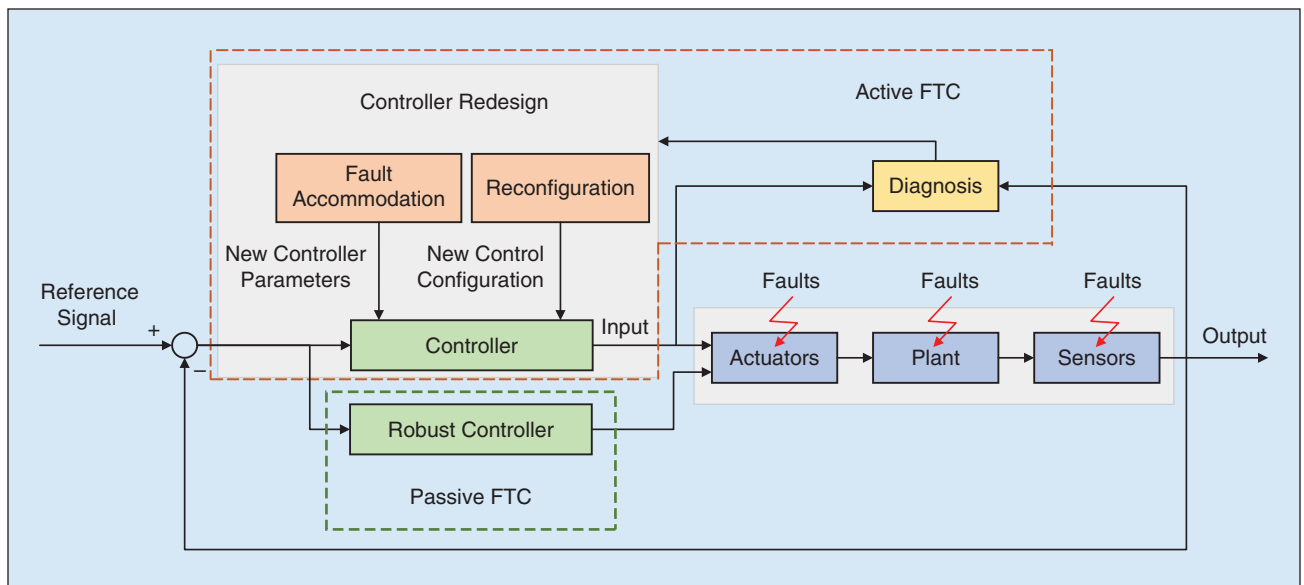 Controller Redesign
Active FTC
Fault
Accommodation
Reconfiguration
Diagnosis
New Controller
Parameters
New Control
Configuration
Faults
Faults
Faults
Reference
Signal
+
−
Controller
Input
Actuators
Plant
Sensors
Output
Robust Controller
Passive FTC